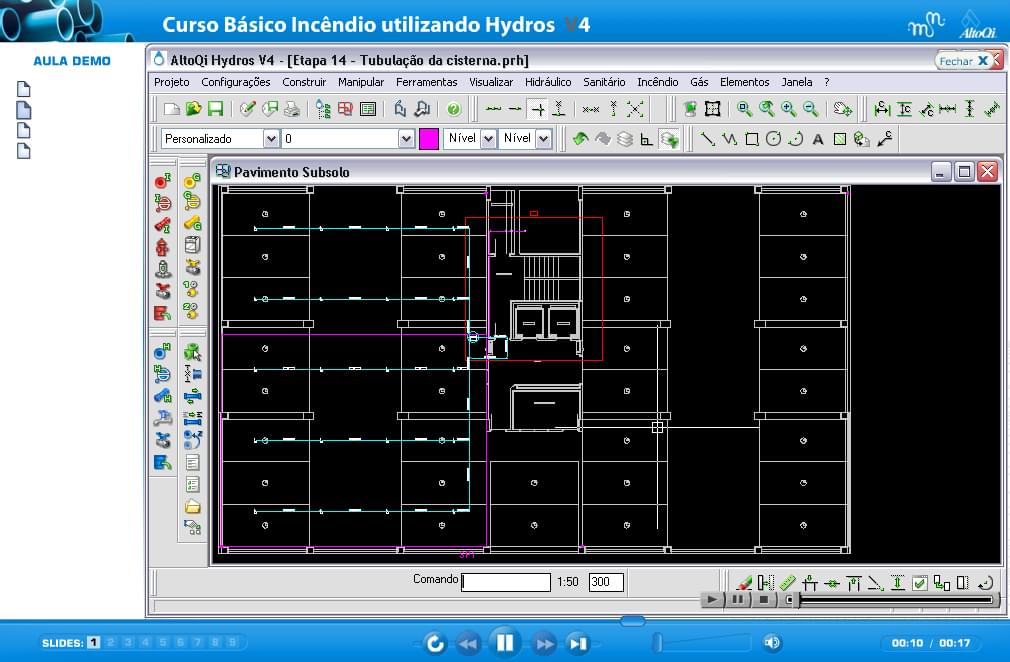 Curso Básico Incêndio utilizando Hydros V4
AltoQi
AULA DEMO
AltoQi Hydros V4 - [Etapa 14 - Tubulação da cisterna.prh]
Fechar X
Projeto Configurações Construir Manipular Ferramentas Visualizar Hidráulico Sanitário Incêndio Gás Elementos Janela ?
Personalizado 0 Nível Nível
Pavimento Subsolo
Comando 1:50 300
SLIDES: 1 2 3 4 5 6 7 8 9
00:10 / 00:17